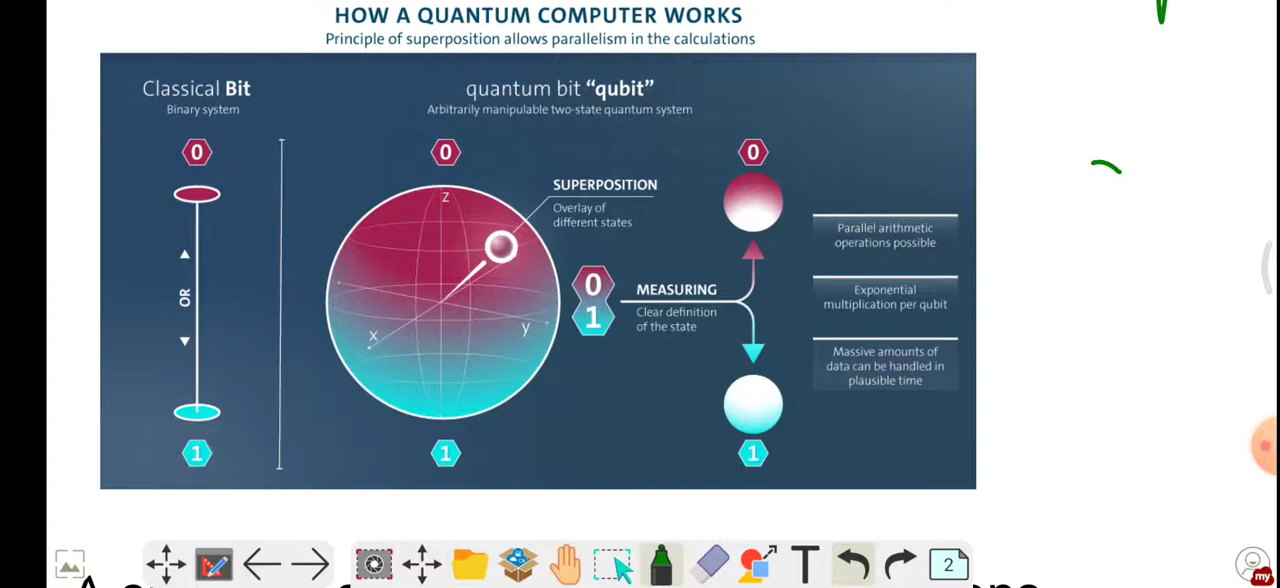 HOW A QUANTUM COMPUTER WORKS
Principle of superposition allows parallelism in the calculations
Classical Bit
Binary system
0
OR
1
quantum bit “qubit”
Arbitrarily manipulable two-state quantum system
0
z
x
y
1
SUPERPOSITION
Overlay of
different states
0
1
MEASURING
Clear definition
of the state
0
1
Parallel arithmetic
operations possible
Exponential
multiplication per qubit
Massive amounts of
data can be handled in
plausible time
T
2
my